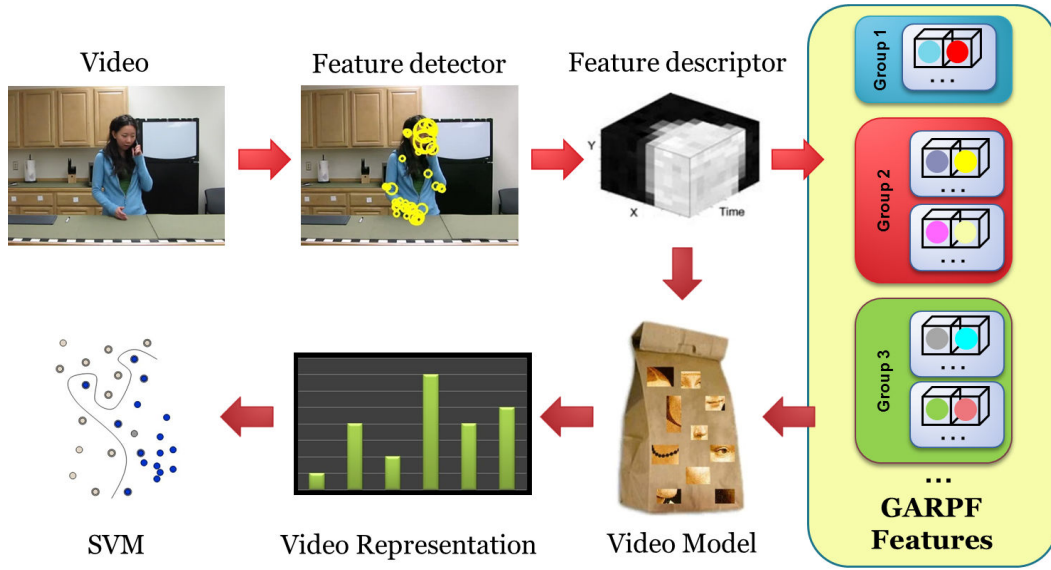 Video
Feature detector
Feature descriptor
Y
X
Time
Group 1
...
Group 2
...
...
Group 3
...
...
...
GARPF
Features
SVM
Video Representation
Video Model